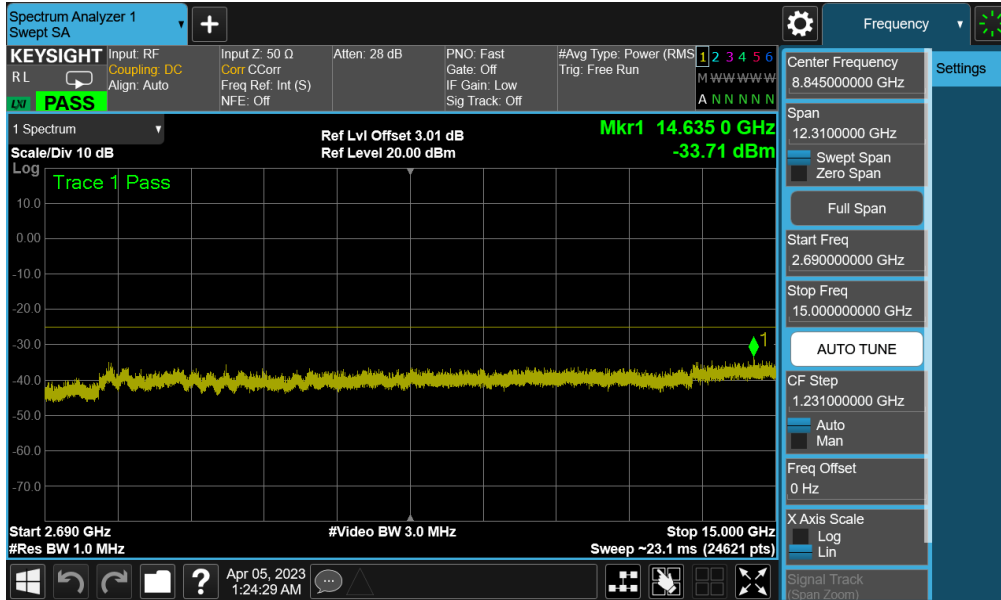 Spectrum Analyzer 1
Swept SA
Frequency
KEYSIGHT
RL
LXI
PASS
Input: RF
Coupling: DC
Align: Auto
Input Z: 50 Ω
Corr CCorr
Freq Ref: Int (S)
NFE: Off
Atten: 28 dB
PNO: Fast
Gate: Off
IF Gain: Low
Sig Track: Off
#Avg Type: Power (RMS
Trig: Free Run
1 2 3 4 5 6
M W W W W W
A N N N N N
Center Frequency
8.845000000 GHz
Settings
Span
12.3100000 GHz
Swept Span
Zero Span
Full Span
Start Freq
2.690000000 GHz
Stop Freq
15.000000000 GHz
AUTO TUNE
CF Step
1.231000000 GHz
Auto
Man
Freq Offset
0 Hz
X Axis Scale
Log
Lin
Signal Track
(Span Zoom)
1 Spectrum
Scale/Div 10 dB
Log
Ref Lvl Offset 3.01 dB
Ref Level 20.00 dBm
Mkr1 14.635 0 GHz
-33.71 dBm
Trace 1 Pass
10.0
0.00
-10.0
-20.0
-30.0
-40.0
-50.0
-60.0
-70.0
1
Start 2.690 GHz
#Res BW 1.0 MHz
#Video BW 3.0 MHz
Stop 15.000 GHz
Sweep ~23.1 ms (24621 pts)
?
Apr 05, 2023
1:24:29 AM